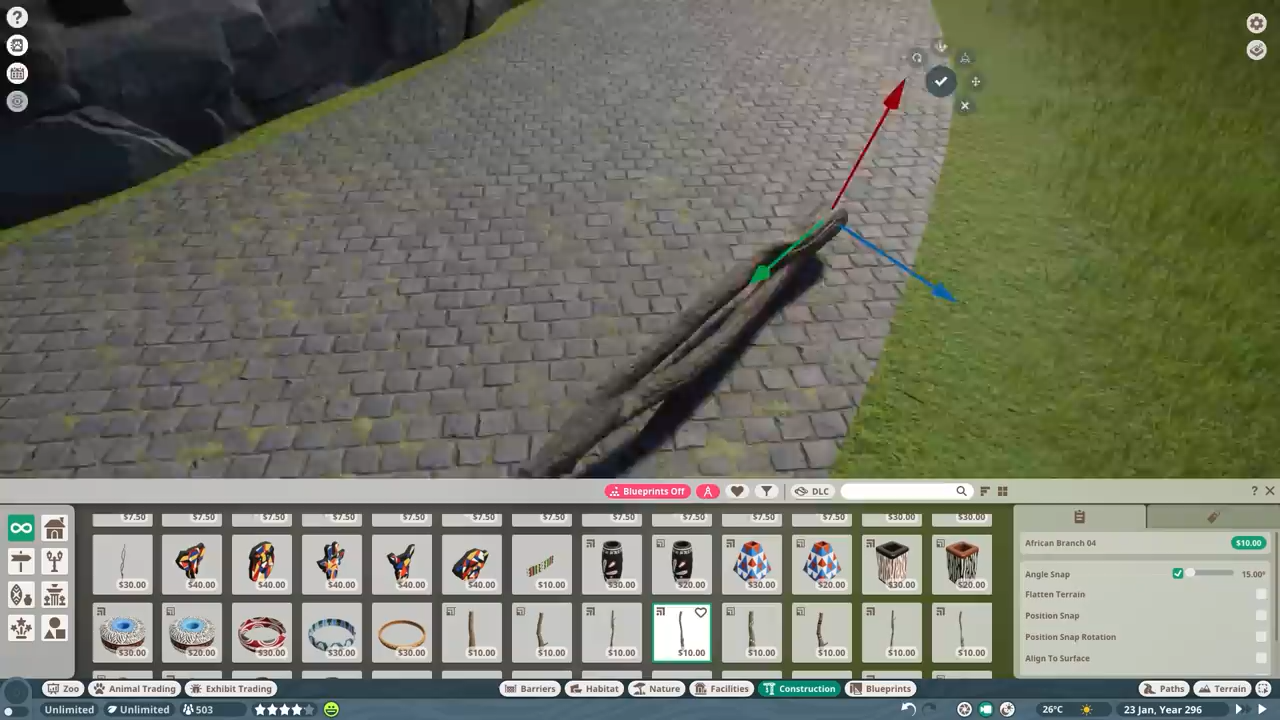 Blueprints Off
DLC
?
$7.50 $7.50 $7.50 $7.50 $7.50 $7.50 $7.50 $7.50 $7.50 $7.50 $7.50 $30.00 $30.00
$30.00 $40.00 $40.00 $40.00 $40.00 $40.00 $10.00 $30.00 $20.00 $30.00 $20.00 $30.00 $20.00
$30.00 $20.00 $30.00 $30.00 $30.00 $10.00 $10.00 $10.00 $10.00 $10.00 $10.00 $10.00 $10.00
African Branch 04 $10.00
Angle Snap 15.00°
Flatten Terrain
Position Snap
Position Snap Rotation
Align To Surface
Zoo Animal Trading Exhibit Trading Barriers Habitat Nature Facilities Construction Blueprints Paths Terrain
Unlimited Unlimited 503 26°C 23 Jan, Year 296